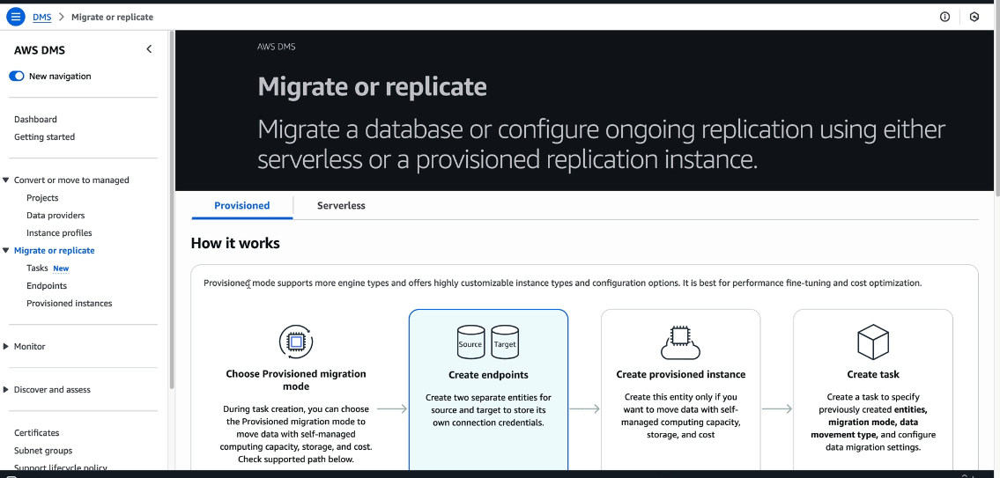 DMS > Migrate or replicate
AWS DMS
New navigation
Dashboard
Getting started
Convert or move to managed
Projects
Data providers
Instance profiles
Migrate or replicate
Tasks New
Endpoints
Provisioned instances
Monitor
Discover and assess
Certificates
Subnet groups
Support lifecycle policy
AWS DMS
Migrate or replicate
Migrate a database or configure ongoing replication using either
serverless or a provisioned replication instance.
Provisioned
Serverless
How it works
Provisioned mode supports more engine types and offers highly customizable instance types and configuration options. It is best for performance fine-tuning and cost optimization.
Choose Provisioned migration
mode
During task creation, you can choose
the Provisioned migration mode to
move data with self-managed
computing capacity, storage, and cost.
Check supported path below.
Source
Target
Create endpoints
Create two separate entities for
source and target to store its
own connection credentials.
Create provisioned instance
Create this entity only if you
want to move data with self-
managed computing capacity,
storage, and cost
Create task
Create a task to specify
previously created entities,
migration mode, data
movement type, and configure
data migration settings.